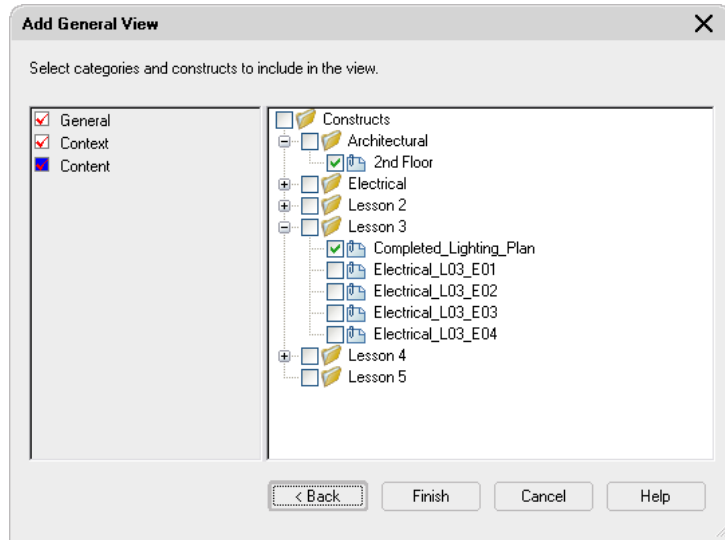 Add General View
Select categories and constructs to include in the view.
General
Context
Content
Constructs
Architectural
2nd Floor
Electrical
Lesson 2
Lesson 3
Completed_Lighting_Plan
Electrical_L03_E01
Electrical_L03_E02
Electrical_L03_E03
Electrical_L03_E04
Lesson 4
Lesson 5
< Back Finish Cancel Help